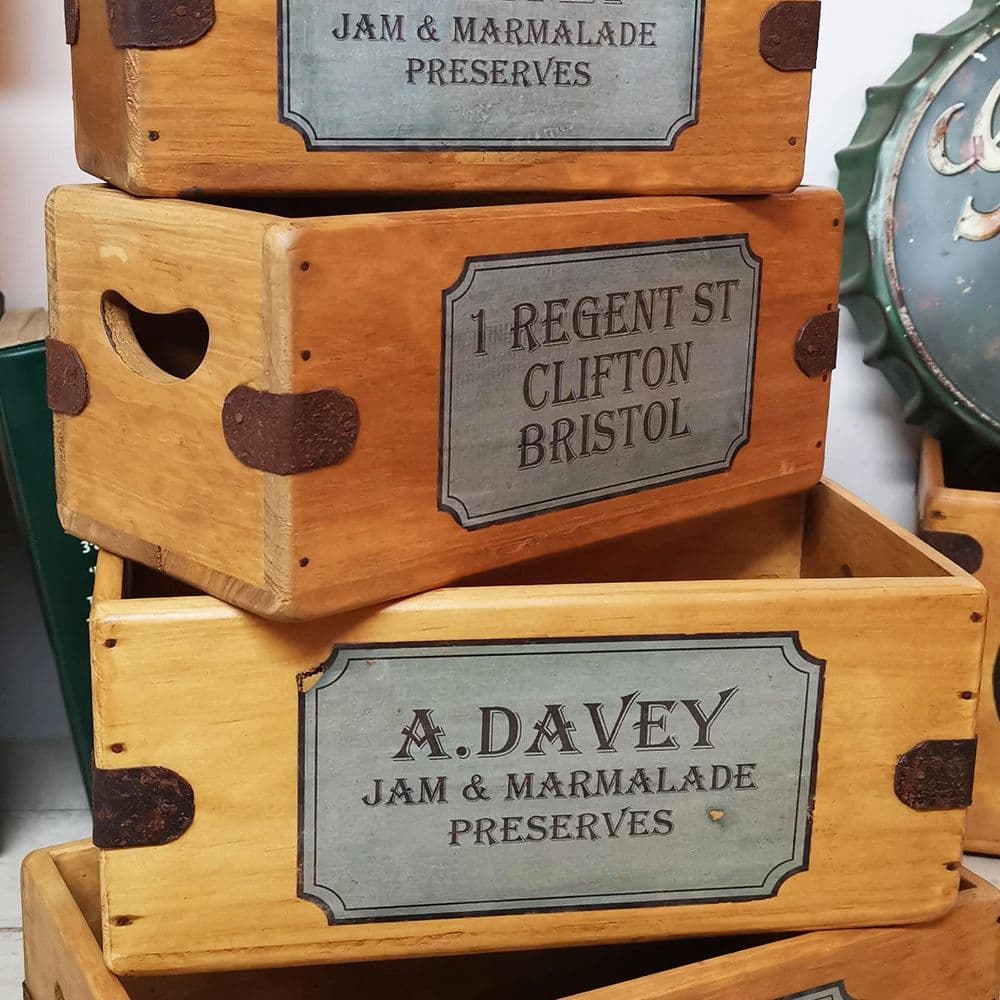 JAM & MARMALADE
PRESERVES
1 REGENT ST
CLIFTON
BRISTOL
A.DAVEY
JAM & MARMALADE
PRESERVES